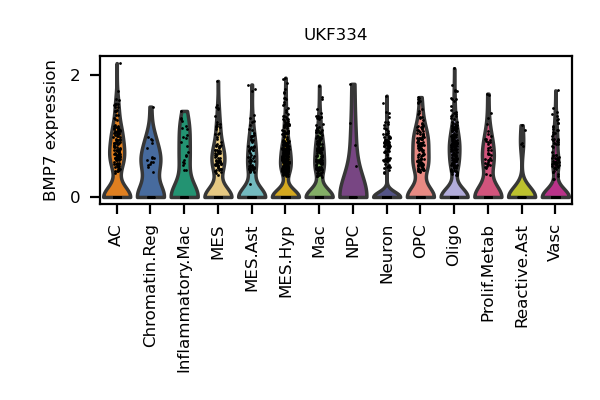 UKF334
BMP7 expression
2
0
AC
Chromatin.Reg
Inflammatory.Mac
MES
MES.Ast
MES.Hyp
Mac
NPC
Neuron
OPC
Oligo
Prolif.Metab
Reactive.Ast
Vasc